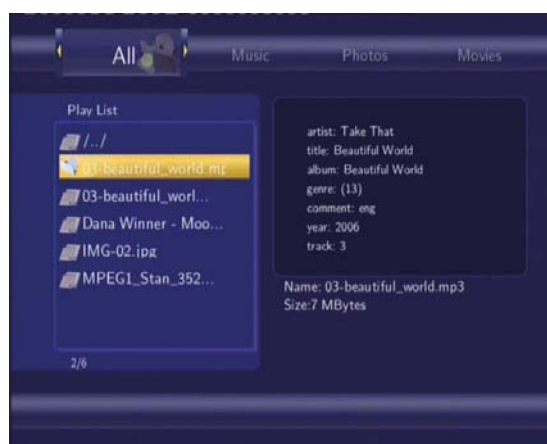 All Music Photos Movies
Play List
/../
03-beautiful_world.mp
03-beautiful_worl...
Dana Winner - Moo...
IMG-02.jpg
MPEG1_Stan_352...
2/6
artist: Take That
title: Beautiful World
album: Beautiful World
genre: (13)
comment: eng
year: 2006
track: 3
Name: 03-beautiful_world.mp3
Size:7 MBytes